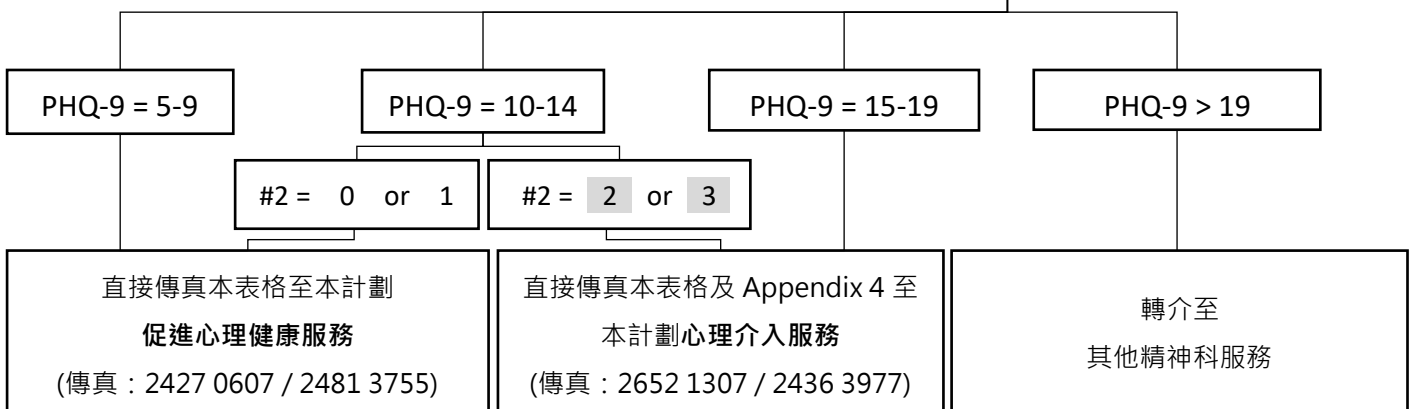 PHQ-9 = 5-9
PHQ-9 = 10-14
PHQ-9 = 15-19
PHQ-9 > 19
#2 = 0 or 1
#2 = 2 or 3
直接傳真本表格至本計劃
促進心理健康服務
(傳真：2427 0607 / 2481 3755)
直接傳真本表格及 Appendix 4 至
本計劃心理介入服務
(傳真：2652 1307 / 2436 3977)
轉介至
其他精神科服務